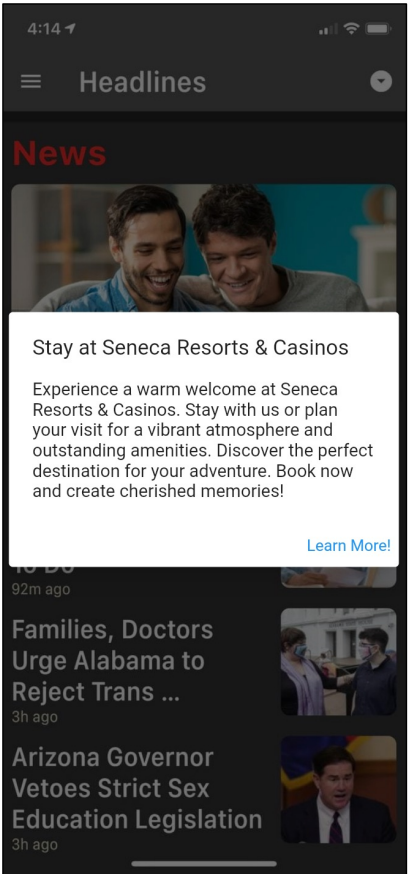 4:14
Headlines
News
Stay at Seneca Resorts & Casinos
Experience a warm welcome at Seneca
Resorts & Casinos. Stay with us or plan
your visit for a vibrant atmosphere and
outstanding amenities. Discover the perfect
destination for your adventure. Book now
and create cherished memories!
Learn More!
To Do
92m ago
Families, Doctors
Urge Alabama to
Reject Trans ...
3h ago
Arizona Governor
Vetoes Strict Sex
Education Legislation
3h ago